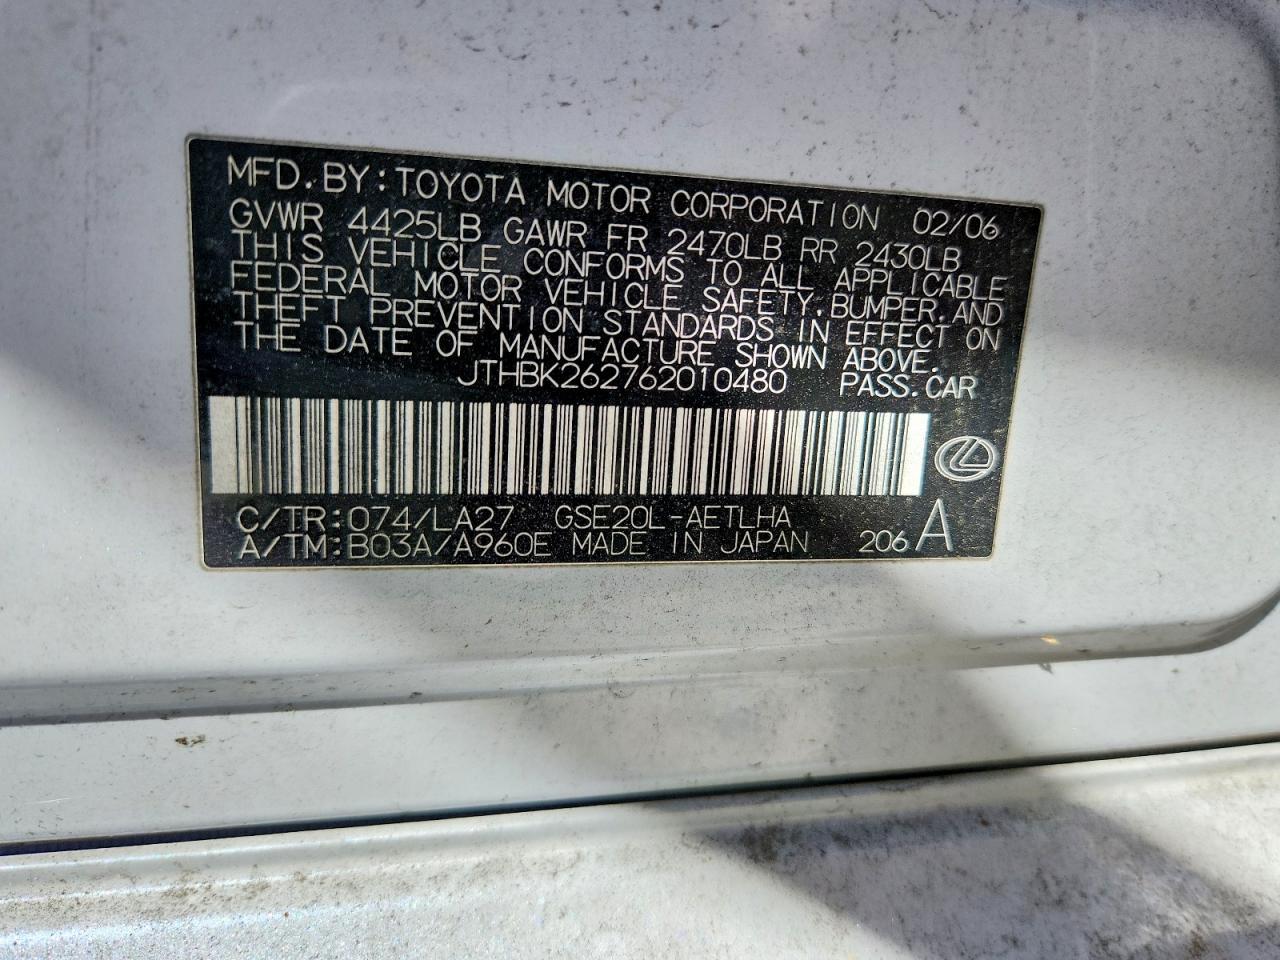 MFD.BY:TOYOTA MOTOR CORPORATION 02/06
GVWR 4425LB GAWR FR 2470LB RR 2430LB
THIS VEHICLE CONFORMS TO ALL APPLICABLE
FEDERAL MOTOR VEHICLE SAFETY,BUMPER,AND
THEFT PREVENTION STANDARDS IN EFFECT ON
THE DATE OF MANUFACTURE SHOWN ABOVE.
JTHBK262762010480 PASS.CAR
C/TR:074/LA27 GSE20L-AETLHA
A/TM:B03A/A960E MADE IN JAPAN 206 A